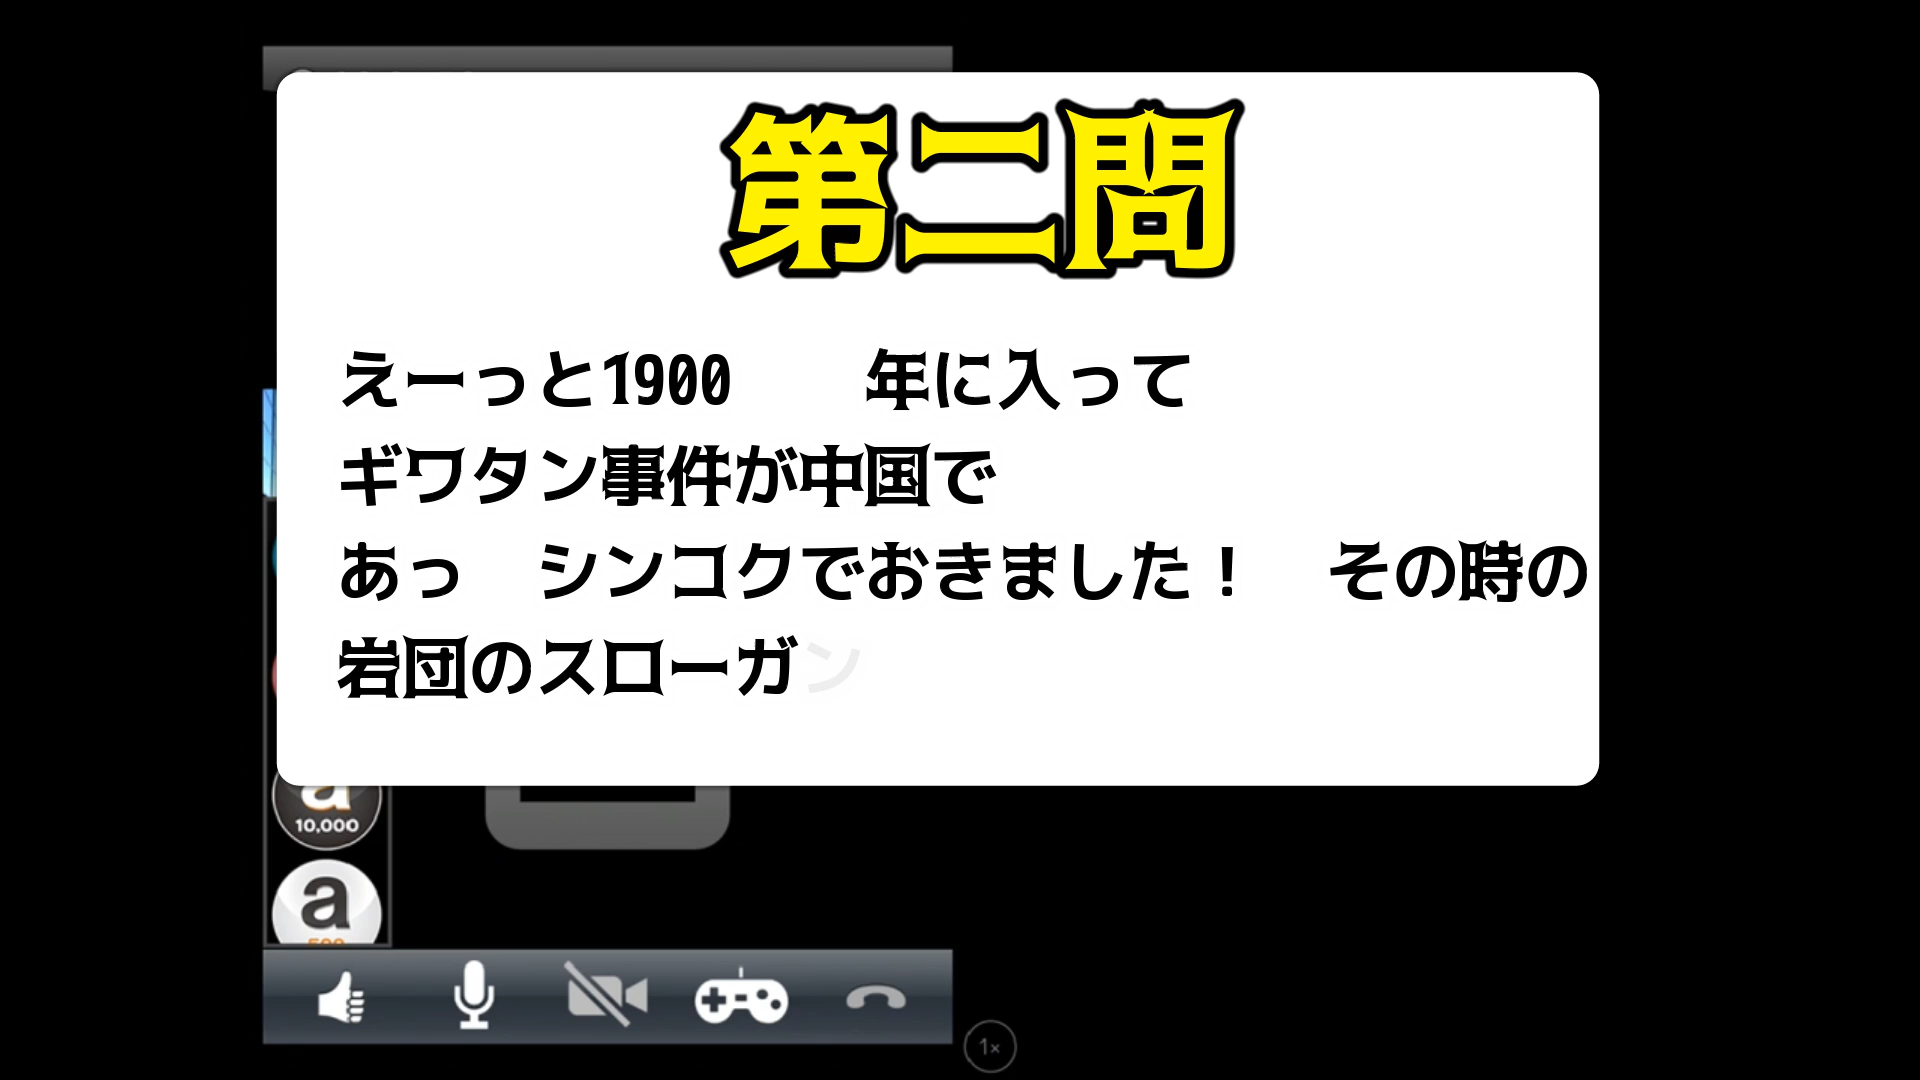 第二問
えーっと1900　　年に入って
ギワタン事件が中国で
あっ　シンコクでおきました！　その時の
岩団のスローガン
a
10,000
a
1×